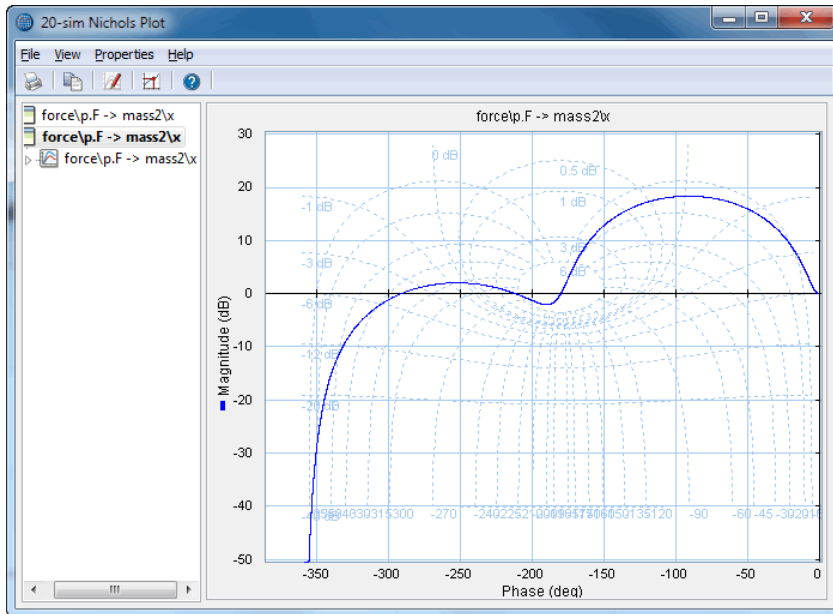 20-sim Nichols Plot
File View Properties Help
force\p.F -> mass2\x
force\p.F -> mass2\x
force\p.F -> mass2\x
force\p.F -> mass2\x
Magnitude (dB)
30
20
10
0
-10
-20
-30
-40
-50
0 dB
0.5 dB
-1 dB
1 dB
-3 dB
3 dB
6 dB
-12 dB
-20 dB
-270
-90
-60
-45
-350
-300
-250
-200
-150
-100
-50
0
Phase (deg)